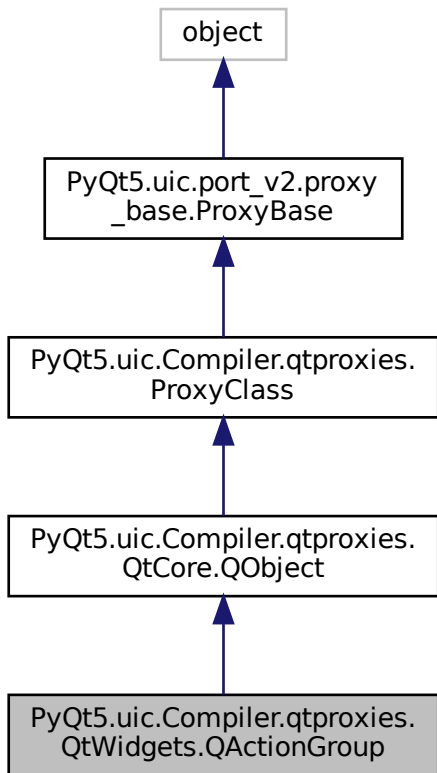 object
PyQt5.uic.port_v2.proxy
_base.ProxyBase
PyQt5.uic.Compiler.qtproxies.
ProxyClass
PyQt5.uic.Compiler.qtproxies.
QtCore.QObject
PyQt5.uic.Compiler.qtproxies.
QtWidgets.QActionGroup